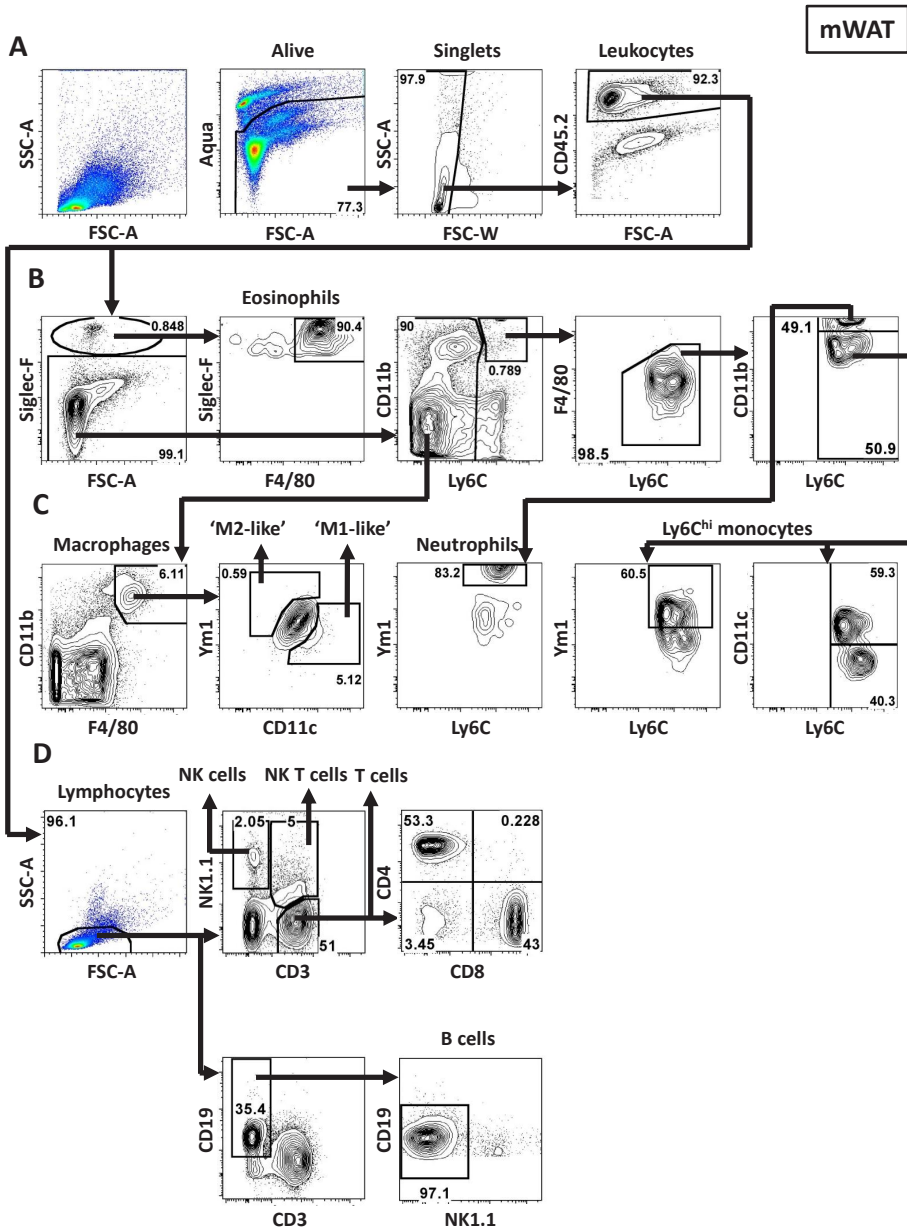 mWAT
A
Alive
Singlets
Leukocytes
SSC-A
FSC-A
Aqua
77.3
FSC-A
97.9
SSC-A
FSC-W
92.3
CD45.2
FSC-A
B
Eosinophils
0.848
Siglec-F
99.1
FSC-A
90.4
Siglec-F
F4/80
90
CD11b
0.789
Ly6C
F4/80
98.5
Ly6C
49.1
CD11b
50.9
Ly6C
C
Macrophages
‘M2-like’
‘M1-like’
Neutrophils
Ly6Chi monocytes
6.11
CD11b
F4/80
0.59
Ym1
5.12
CD11c
83.2
Ym1
Ly6C
60.5
Ym1
Ly6C
59.3
CD11c
40.3
Ly6C
D
NK cells
NK T cells
T cells
Lymphocytes
96.1
SSC-A
FSC-A
2.05
5
NK1.1
51
CD3
53.3
0.228
CD4
3.45
43
CD8
B cells
35.4
CD19
CD3
CD19
97.1
NK1.1